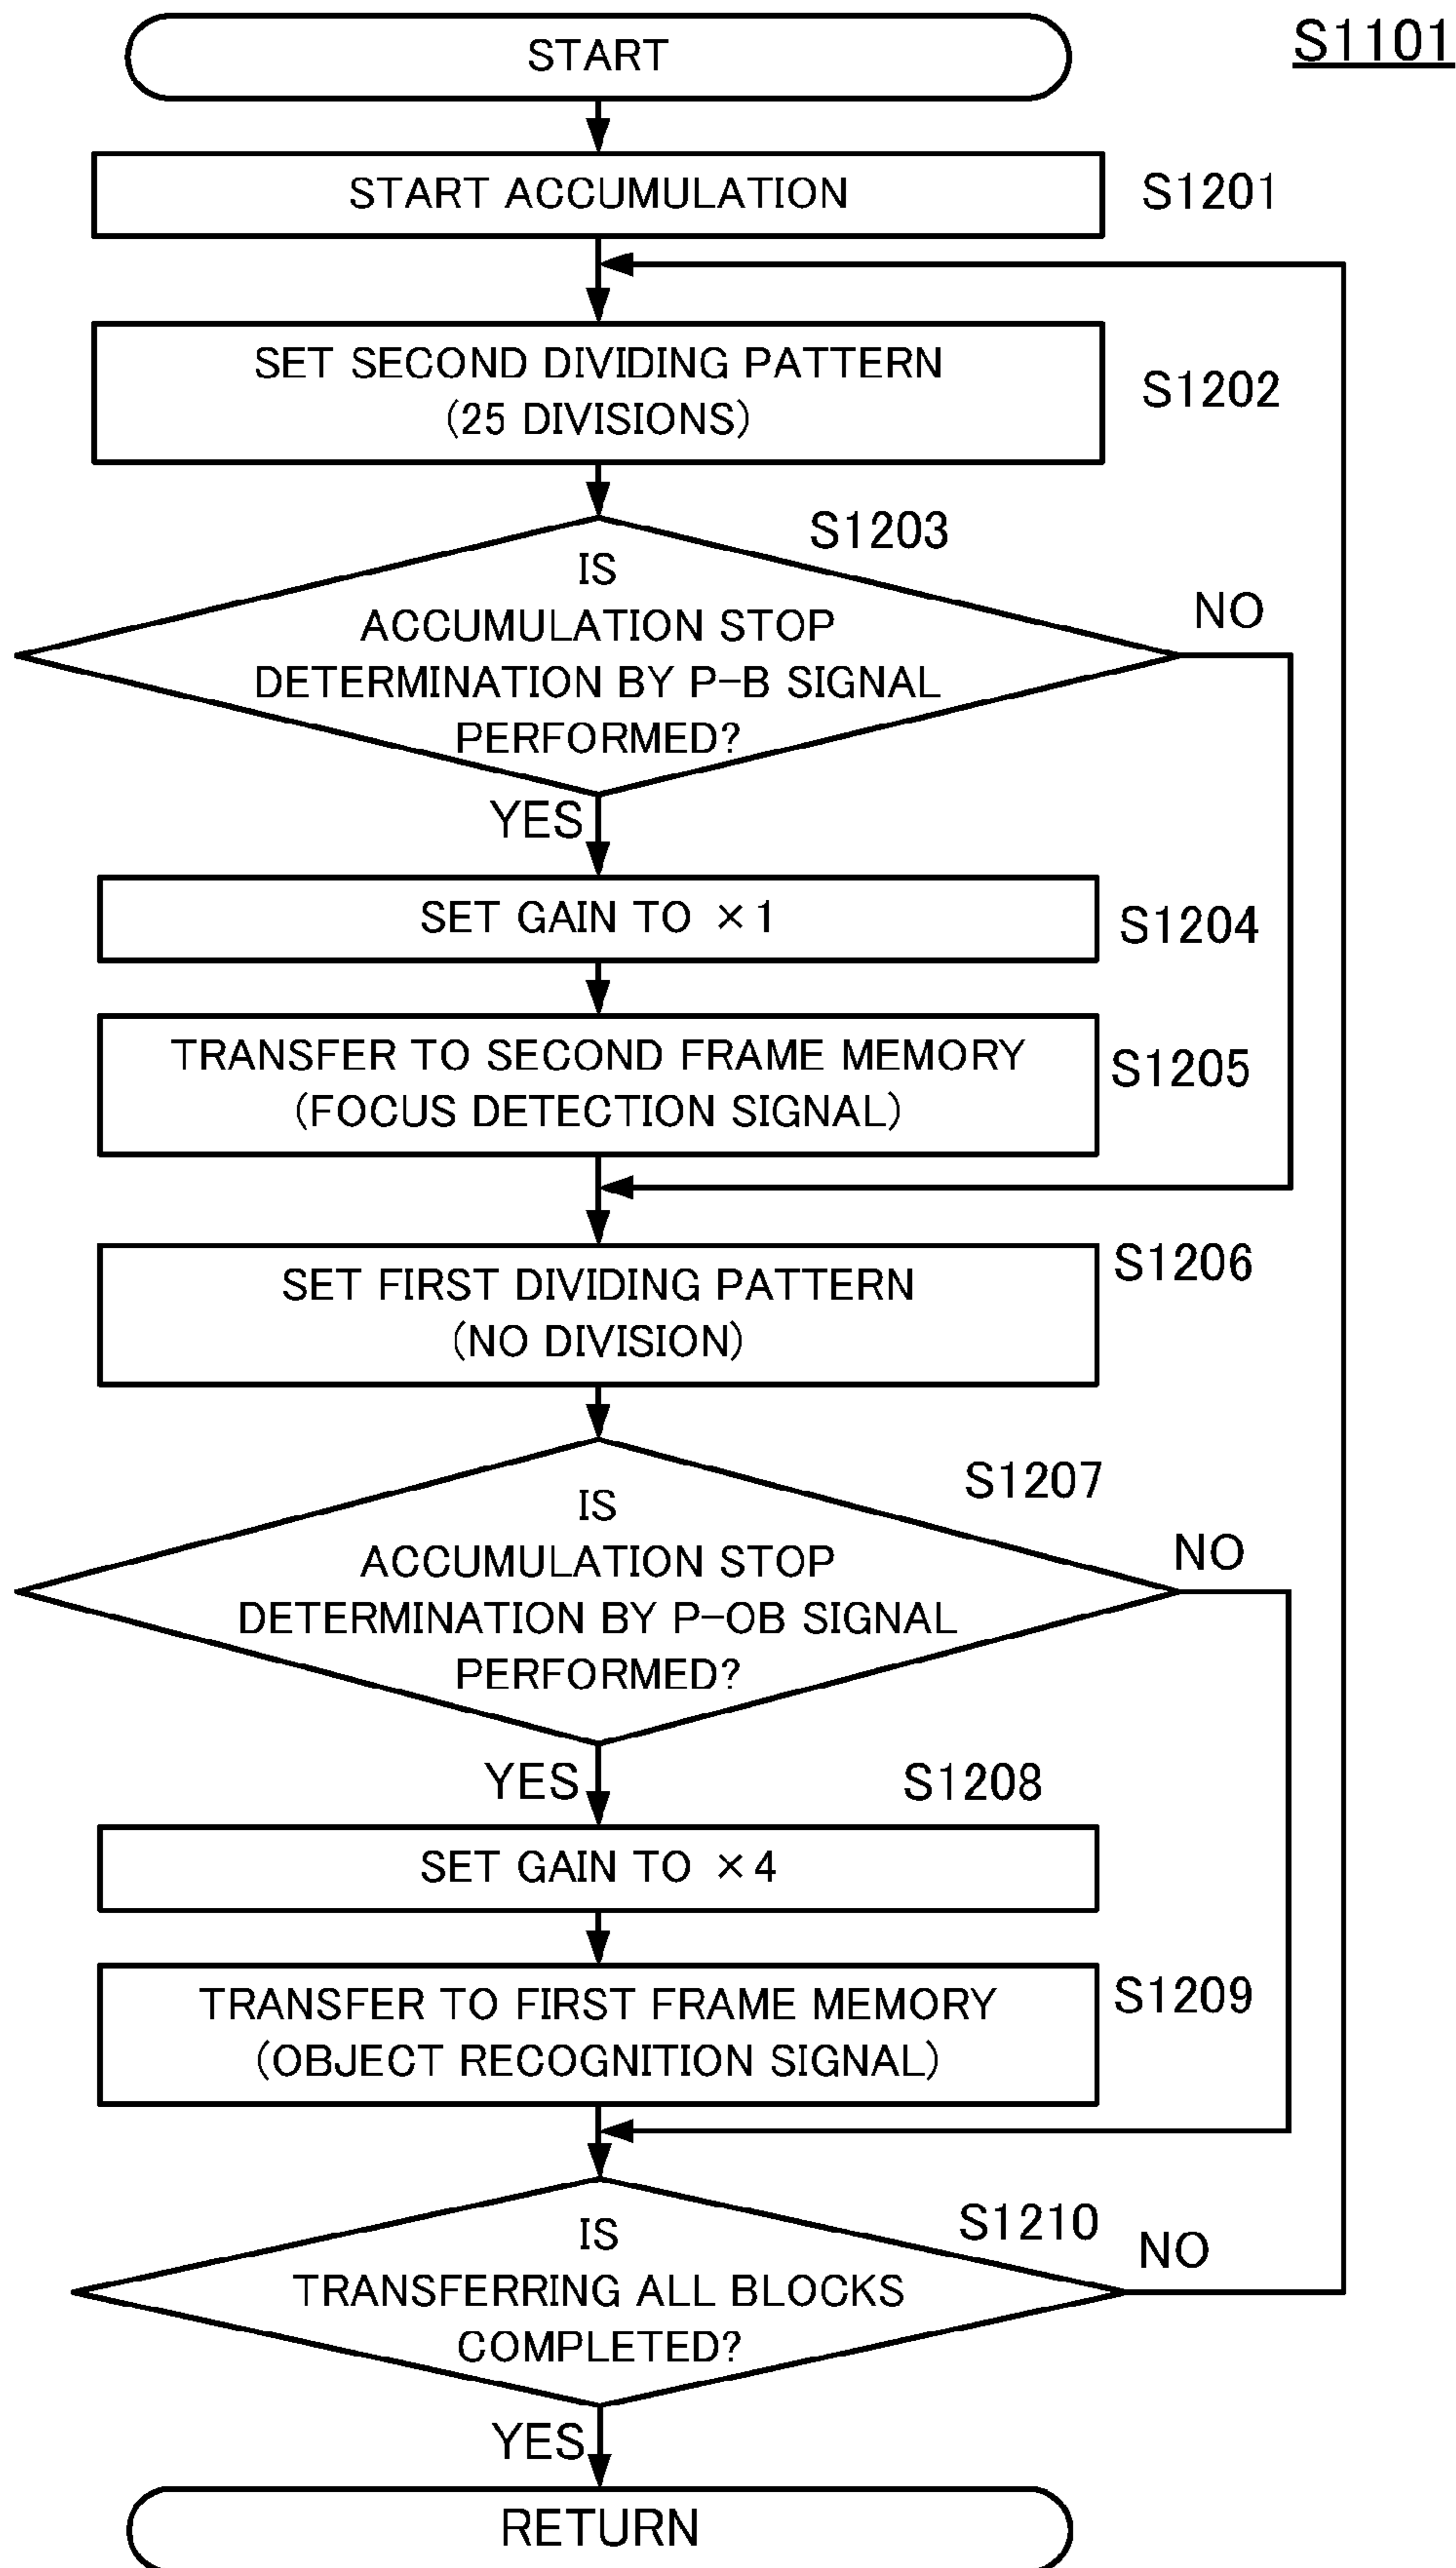 S1101
START
START ACCUMULATION
S1201
SET SECOND DIVIDING PATTERN
(25 DIVISIONS)
S1202
S1203
IS
ACCUMULATION STOP
DETERMINATION BY P-B SIGNAL
PERFORMED?
NO
YES
SET GAIN TO ×1
S1204
TRANSFER TO SECOND FRAME MEMORY
(FOCUS DETECTION SIGNAL)
S1205
SET FIRST DIVIDING PATTERN
(NO DIVISION)
S1206
S1207
IS
ACCUMULATION STOP
DETERMINATION BY P-OB SIGNAL
PERFORMED?
NO
YES
S1208
SET GAIN TO ×4
TRANSFER TO FIRST FRAME MEMORY
(OBJECT RECOGNITION SIGNAL)
S1209
S1210
IS
TRANSFERRING ALL BLOCKS
COMPLETED?
NO
YES
RETURN